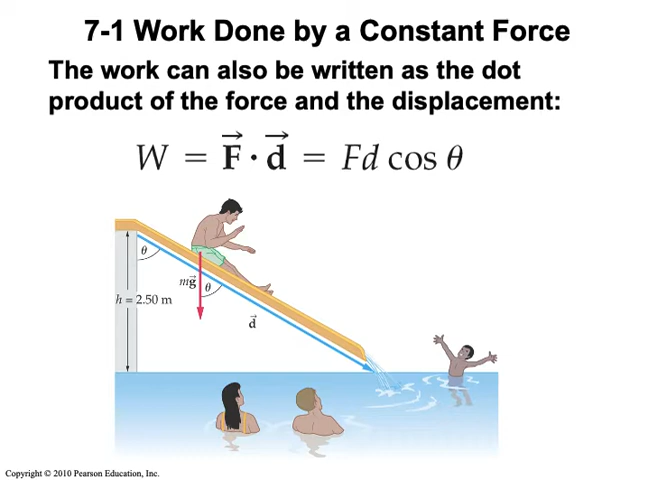 7-1 Work Done by a Constant Force
The work can also be written as the dot
product of the force and the displacement:
W = F⃗ · d⃗ = Fd cos θ
θ
mg⃗ θ
h = 2.50 m
d⃗
Copyright © 2010 Pearson Education, Inc.